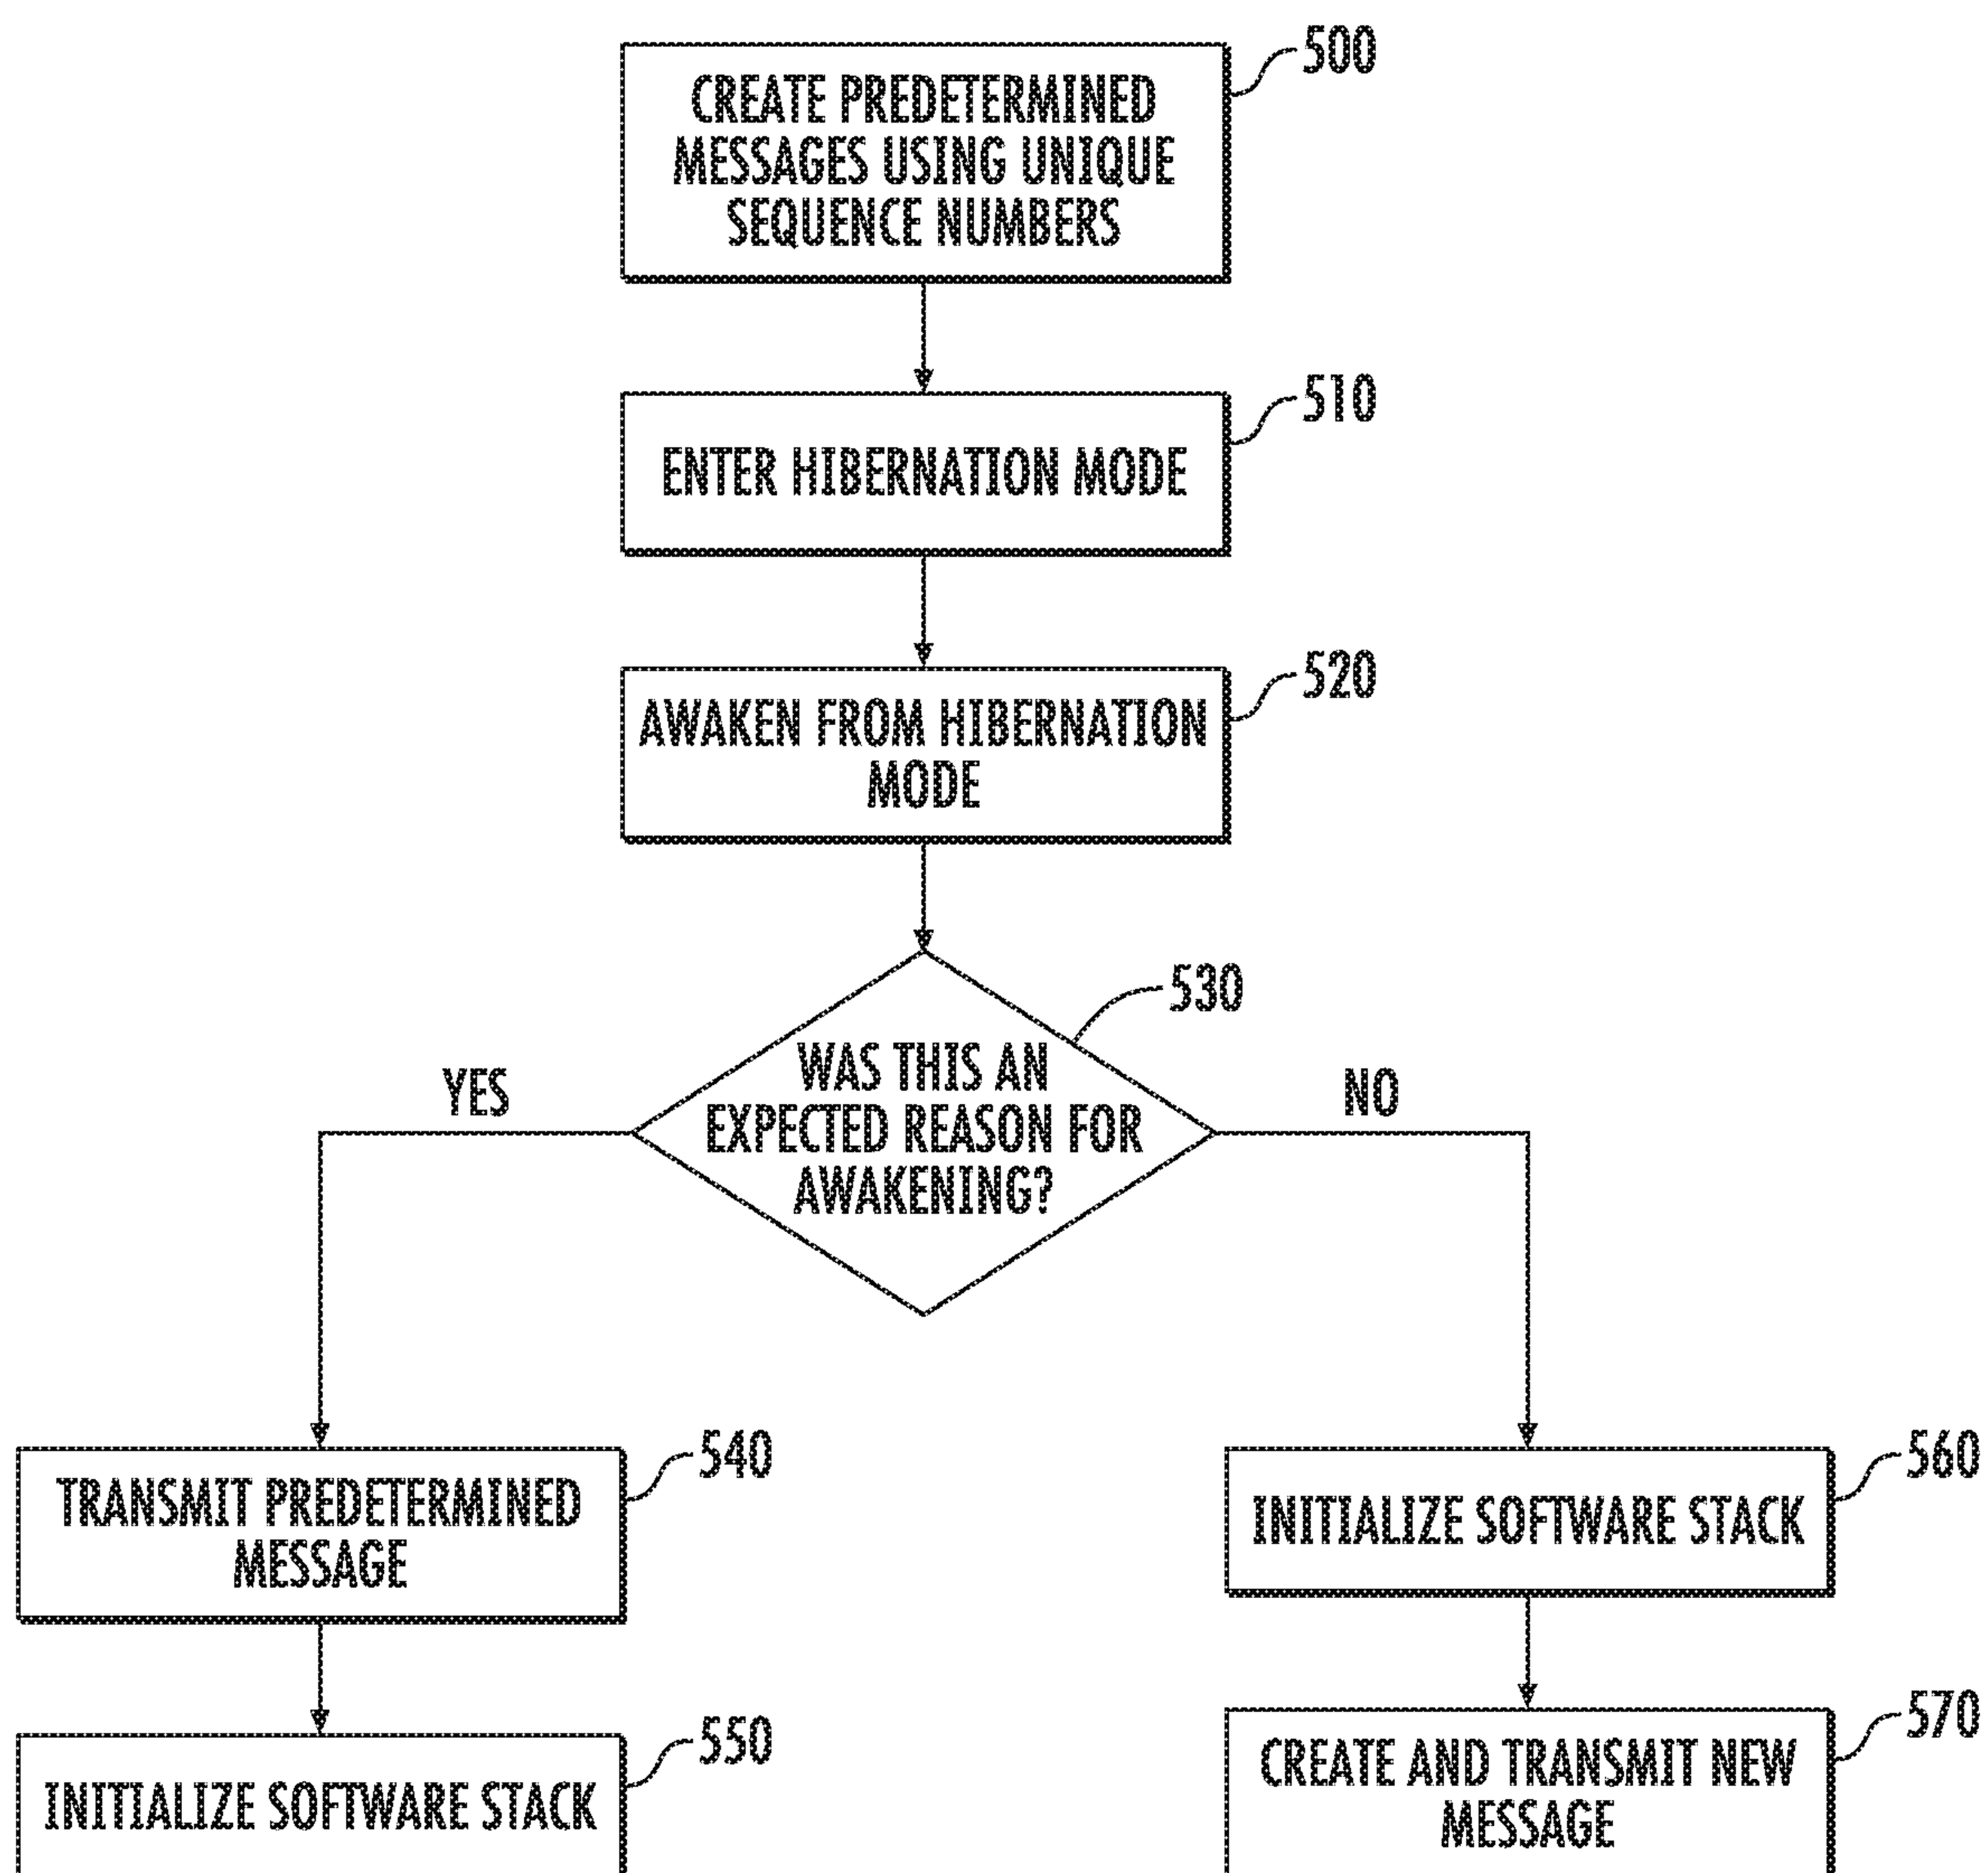 500
CREATE PREDETERMINED
MESSAGES USING UNIQUE
SEQUENCE NUMBERS
510
ENTER HIBERNATION MODE
520
AWAKEN FROM HIBERNATION
MODE
530
WAS THIS AN
EXPECTED REASON FOR
AWAKENING?
YES
NO
540
TRANSMIT PREDETERMINED
MESSAGE
560
INITIALIZE SOFTWARE STACK
550
INITIALIZE SOFTWARE STACK
570
CREATE AND TRANSMIT NEW
MESSAGE